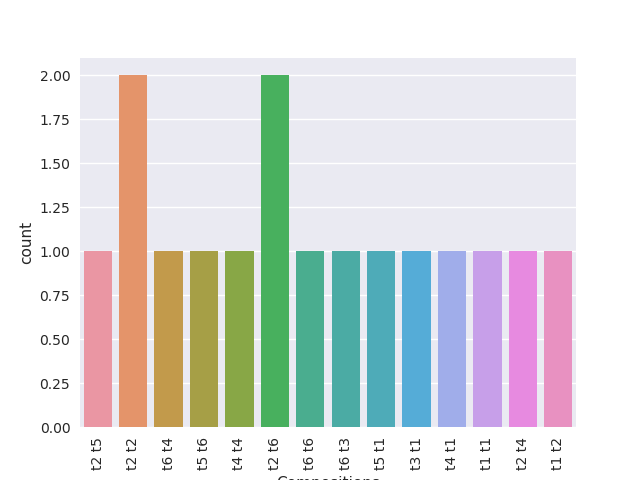 2.00
1.75
1.50
1.25
1.00
0.75
0.50
0.25
0.00
count
t2 t5
t2 t2
t6 t4
t5 t6
t4 t4
t2 t6
t6 t6
t6 t3
t5 t1
t3 t1
t4 t1
t1 t1
t2 t4
t1 t2
Compositions